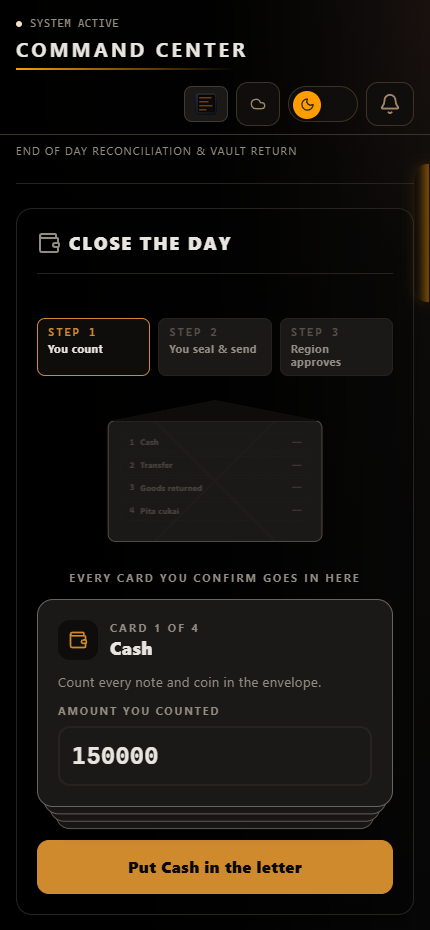 SYSTEM ACTIVE
COMMAND CENTER
END OF DAY RECONCILIATION & VAULT RETURN
CLOSE THE DAY
STEP 1
You count
STEP 2
You seal & send
STEP 3
Region
approves
1 Cash —
2 Transfer —
3 Goods returned
4 Pita cukai —
EVERY CARD YOU CONFIRM GOES IN HERE
CARD 1 OF 4
Cash
Count every note and coin in the envelope.
AMOUNT YOU COUNTED
150000
Put Cash in the letter